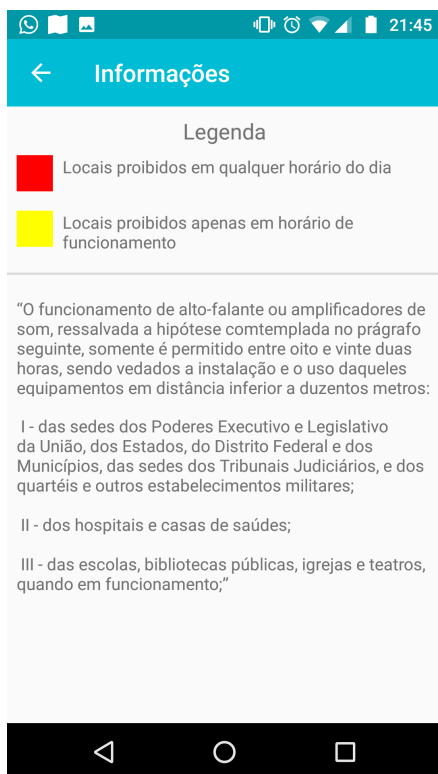 21:45
Informações
Legenda
Locais proibidos em qualquer horário do dia
Locais proibidos apenas em horário de
funcionamento
“O funcionamento de alto-falante ou amplificadores de
som, ressalvada a hipótese comtemplada no prágrafo
seguinte, somente é permitido entre oito e vinte duas
horas, sendo vedados a instalação e o uso daqueles
equipamentos em distância inferior a duzentos metros:
I - das sedes dos Poderes Executivo e Legislativo
da União, dos Estados, do Distrito Federal e dos
Municípios, das sedes dos Tribunais Judiciários, e dos
quartéis e outros estabelecimentos militares;
II - dos hospitais e casas de saúdes;
III - das escolas, bibliotecas públicas, igrejas e teatros,
quando em funcionamento;”